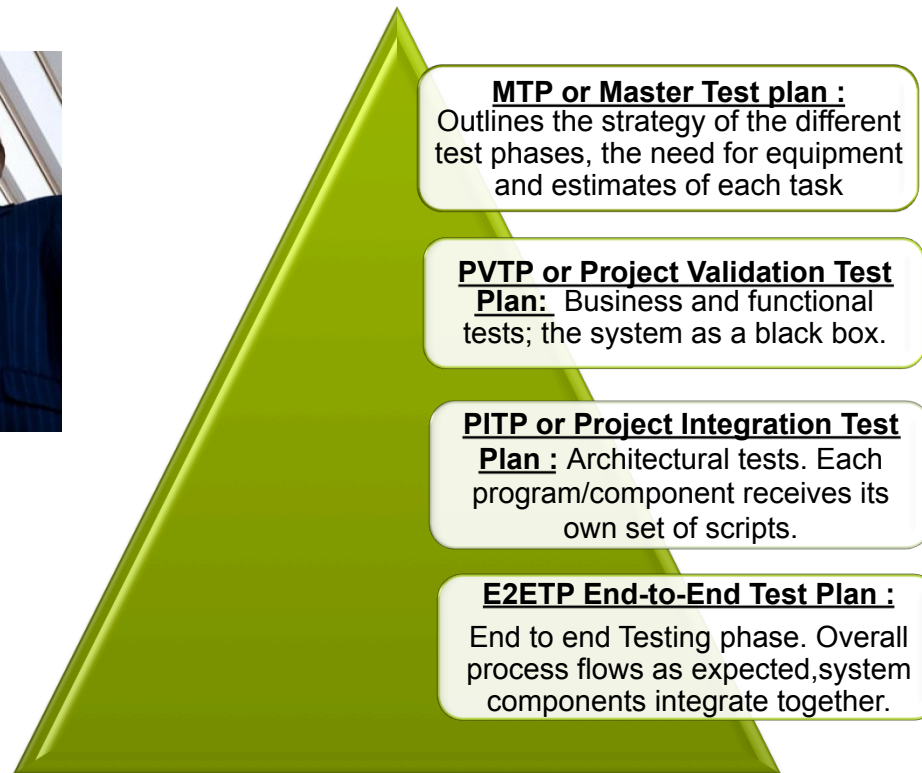 MTP or Master Test plan :
Outlines the strategy of the different
test phases, the need for equipment
and estimates of each task
PVTP or Project Validation Test
Plan: Business and functional
tests; the system as a black box.
PITP or Project Integration Test
Plan : Architectural tests. Each
program/component receives its
own set of scripts.
E2ETP End-to-End Test Plan :
End to end Testing phase. Overall
process flows as expected,system
components integrate together.